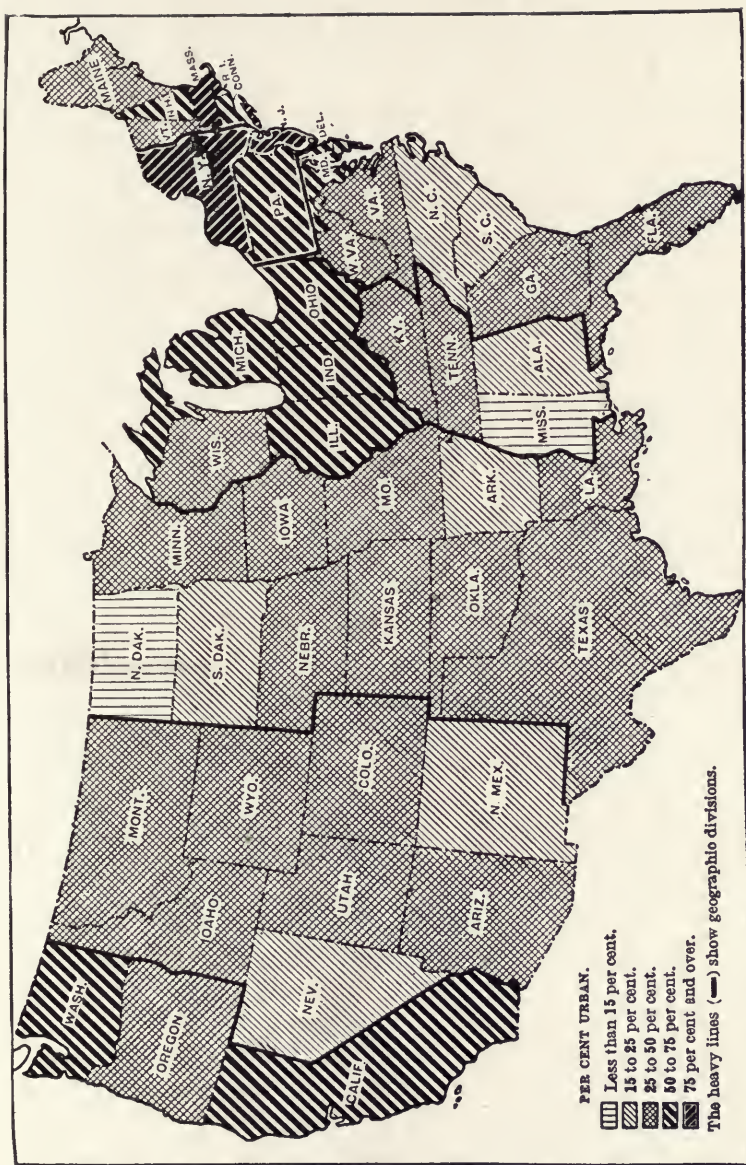 WASH.
OREGON
CALIF.
NEV.
IDAHO
MONT.
WYO.
UTAH
COLO.
ARIZ.
N. MEX.
N. DAK.
S. DAK.
NEBR.
KANSAS
OKLA.
TEXAS
MINN.
IOWA
MO.
ARK.
LA.
WIS.
ILL.
MICH.
IND.
OHIO
KY.
TENN.
MISS.
ALA.
GA.
FLA.
S. C.
N. C.
VA.
W. VA.
MD.
DEL.
PA.
N. J.
N. Y.
CONN.
R. I.
MASS.
VT.
N. H.
MAINE
PER CENT URBAN.
Less than 15 per cent.
15 to 25 per cent.
25 to 50 per cent.
50 to 75 per cent.
75 per cent and over.
The heavy lines (▬) show geographic divisions.